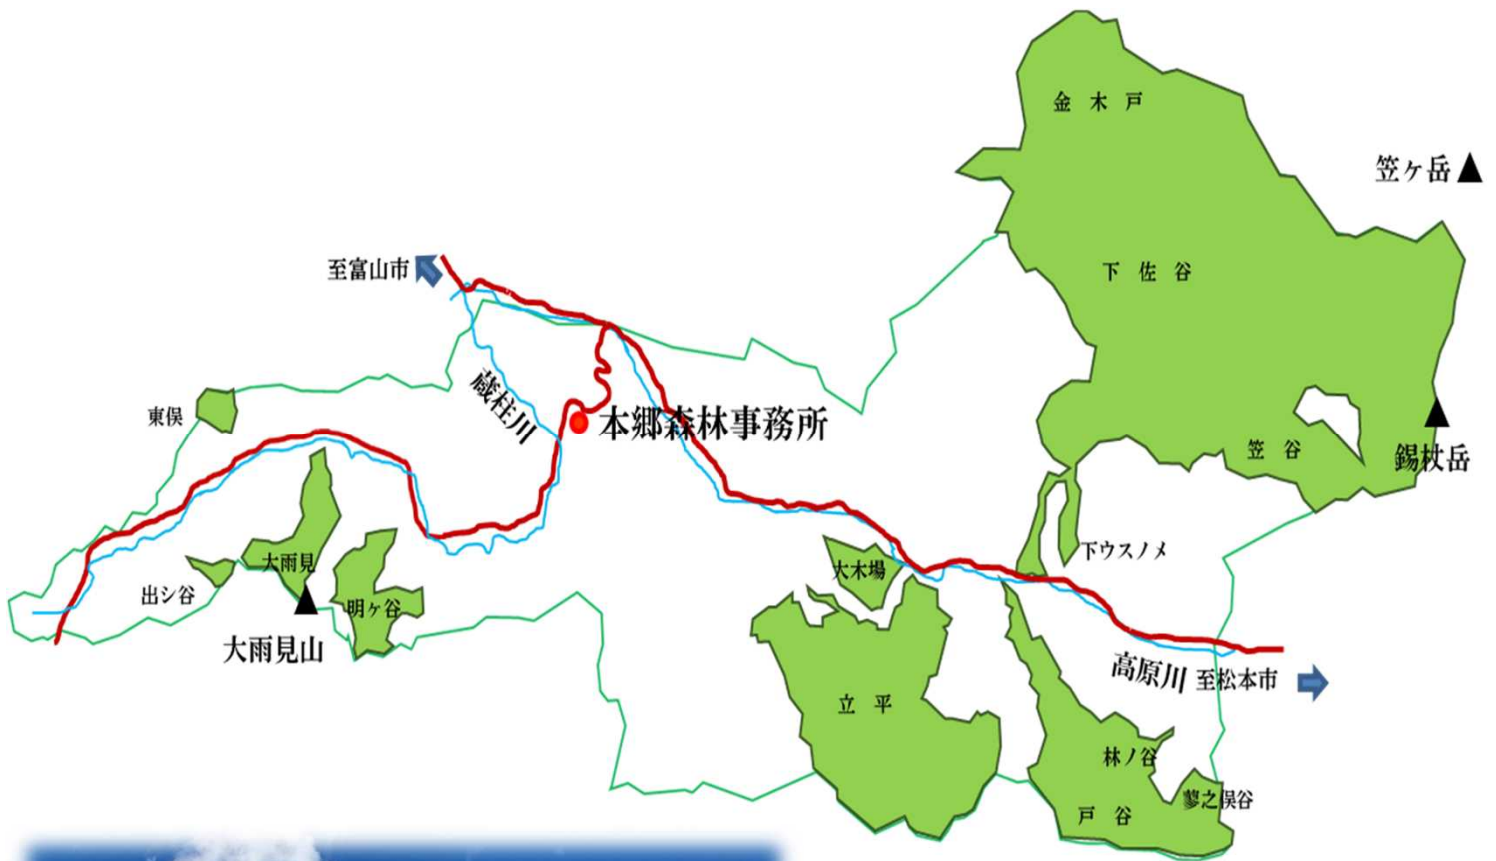 金木戸
笠ヶ岳
至富山市
下佐谷
東俣
蔵柱川
本郷森林事務所
笠谷
錫杖岳
大雨見
下ウスノメ
大木場
出シ谷
明ヶ谷
大雨見山
高原川
至松本市
立平
林ノ谷
蓼之俣谷
戸谷